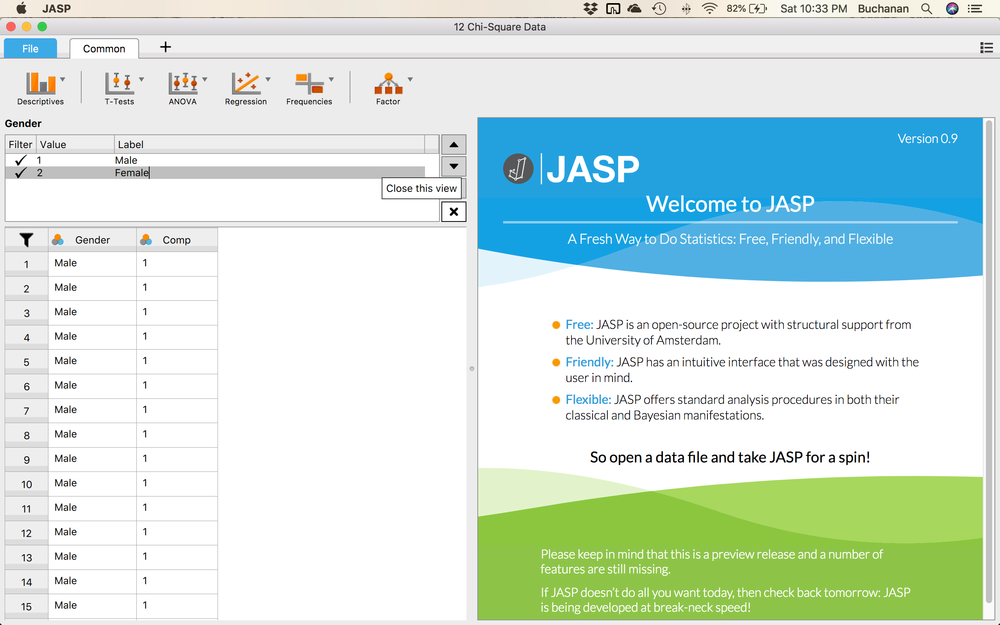 JASP
82% Sat 10:33 PM Buchanan
12 Chi-Square Data
File Common +
Descriptives T-Tests ANOVA Regression Frequencies Factor
Gender
Filter Value Label
1 Male
2 Female
Close this view
Gender Comp
1 Male 1
2 Male 1
3 Male 1
4 Male 1
5 Male 1
6 Male 1
7 Male 1
8 Male 1
9 Male 1
10 Male 1
11 Male 1
12 Male 1
13 Male 1
14 Male 1
15 Male 1
Version 0.9
JASP
Welcome to JASP
A Fresh Way to Do Statistics: Free, Friendly, and Flexible
Free: JASP is an open-source project with structural support from
the University of Amsterdam.
Friendly: JASP has an intuitive interface that was designed with the
user in mind.
Flexible: JASP offers standard analysis procedures in both their
classical and Bayesian manifestations.
So open a data file and take JASP for a spin!
Please keep in mind that this is a preview release and a number of
features are still missing.
If JASP doesn't do all you want today, then check back tomorrow: JASP
is being developed at break-neck speed!